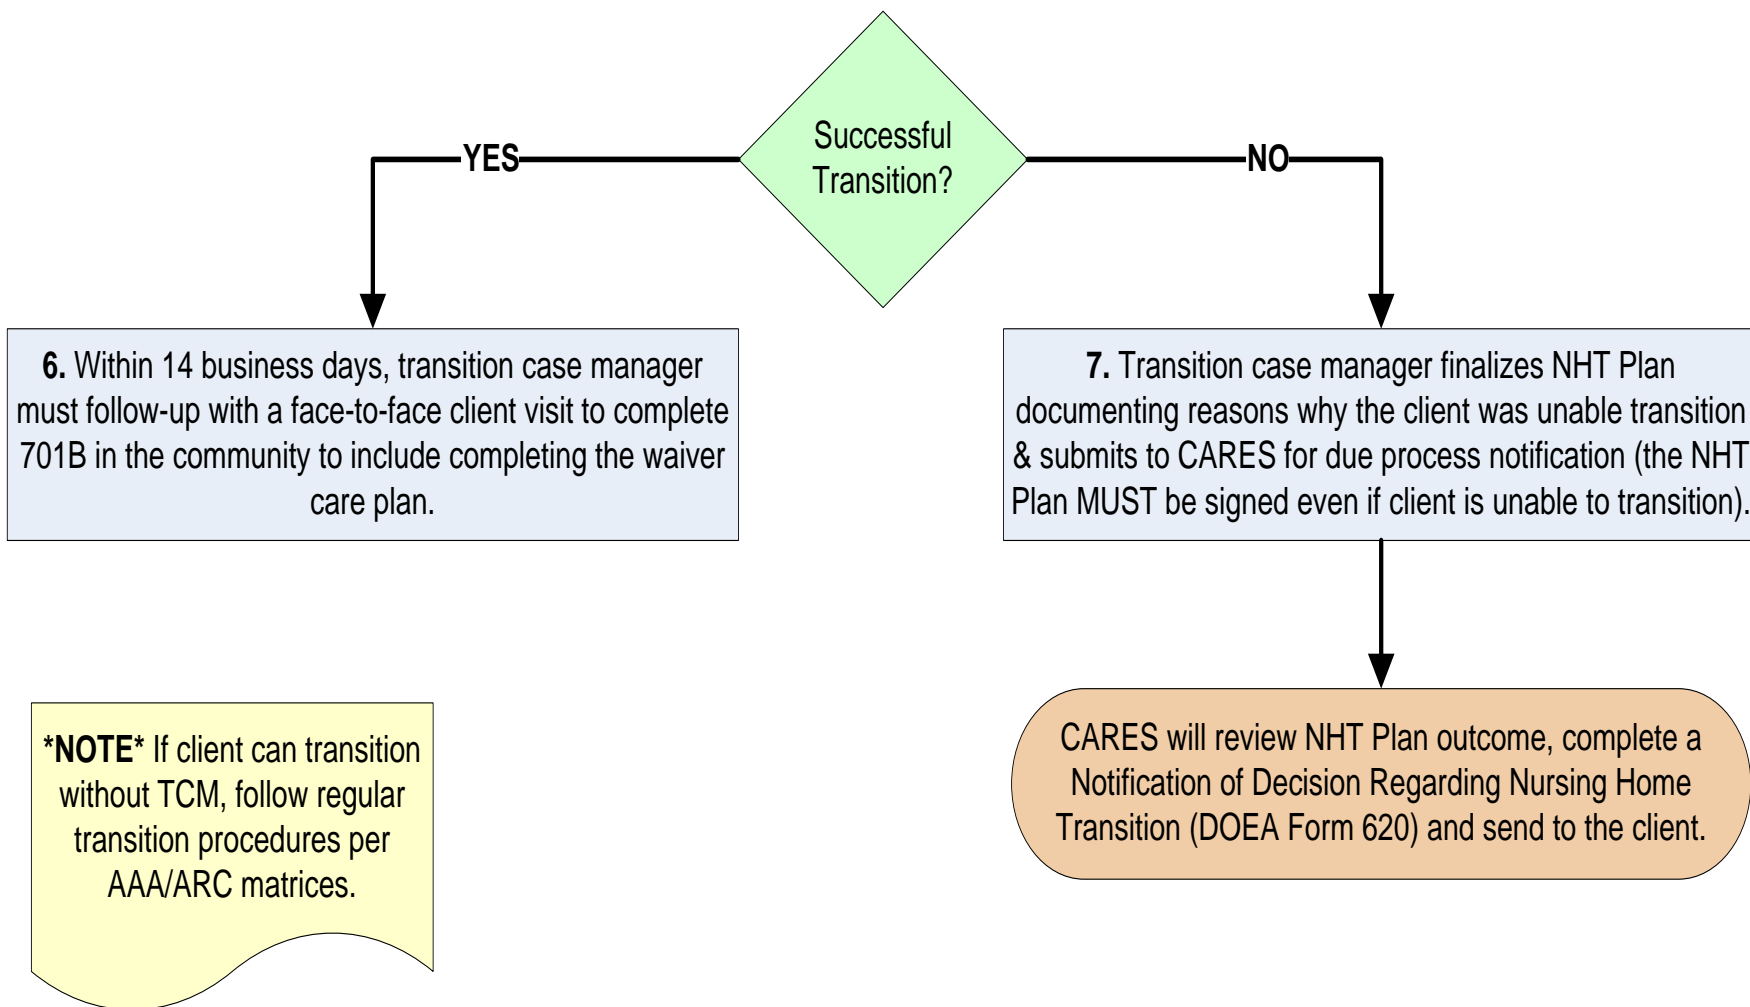 Successful
Transition?
YES
NO
6. Within 14 business days, transition case manager
must follow-up with a face-to-face client visit to complete
701B in the community to include completing the waiver
care plan.
7. Transition case manager finalizes NHT Plan
documenting reasons why the client was unable transition
& submits to CARES for due process notification (the NHT
Plan MUST be signed even if client is unable to transition).
*NOTE* If client can transition
without TCM, follow regular
transition procedures per
AAA/ARC matrices.
CARES will review NHT Plan outcome, complete a
Notification of Decision Regarding Nursing Home
Transition (DOEA Form 620) and send to the client.